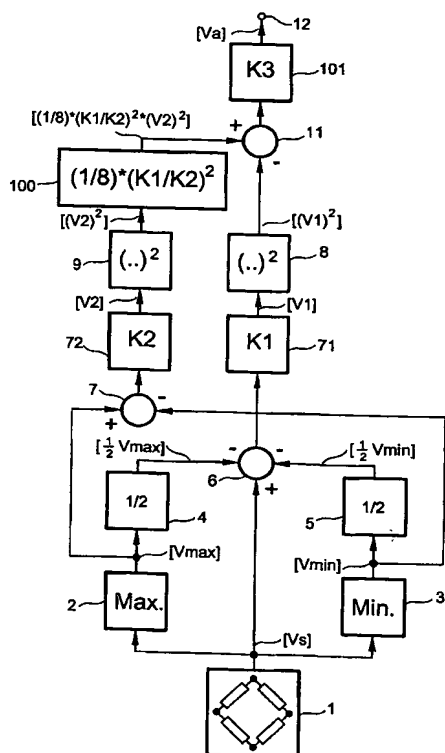 12
[Va]
K3
101
[(1/8)*(K1/K2)²*(V2)²]
+
11
-
100
(1/8)*(K1/K2)²
[(V2)²]
[(V1)²]
9
(..)²
(..)²
8
[V2]
[V1]
72
K2
K1
71
7
-
+
[½ Vmax]
-
-
[½ Vmin]
6
+
1/2
4
5
1/2
[Vmax]
[Vmin]
2
Max.
Min.
3
[Vs]
1